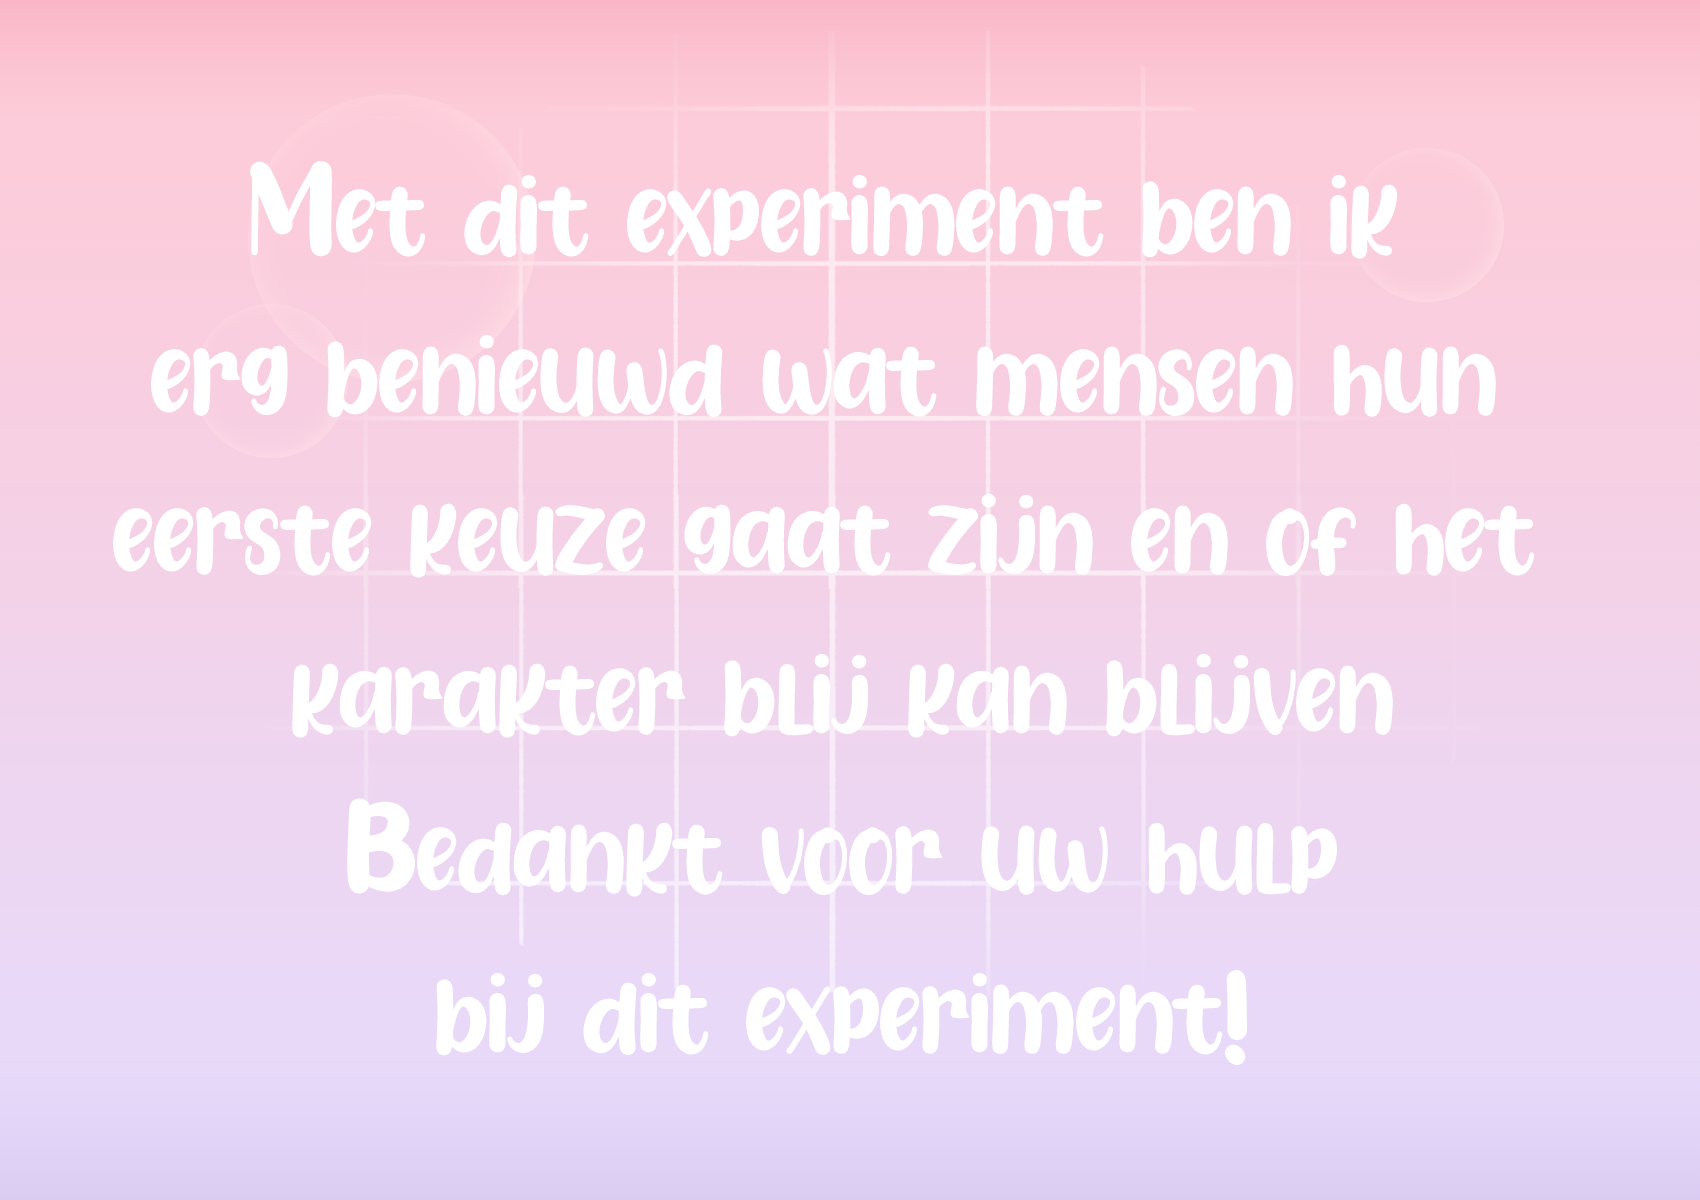 Met dit experiment ben ik
erg benieuwd wat mensen hun
eerste keuze gaat zijn en of het
karakter blij kan blijven
Bedankt voor uw hulp
bij dit experiment!